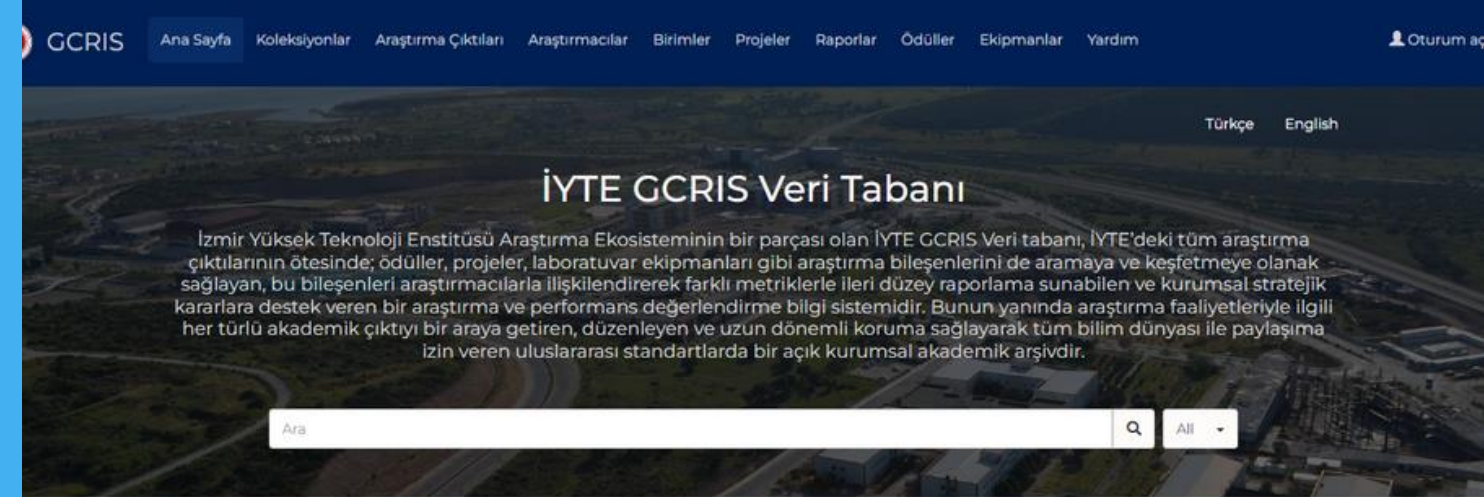 GCRIS Ana Sayfa Koleksiyonlar Araştırma Çıktıları Araştırmacılar Birimler Projeler Raporlar Ödüller Ekipmanlar Yardım Oturum aç
Türkçe English
İYTE GCRIS Veri Tabanı
İzmir Yüksek Teknoloji Enstitüsü Araştırma Ekosisteminin bir parçası olan İYTE GCRIS Veri tabanı, İYTE'deki tüm araştırma
çıktılarının ötesinde; ödüller, projeler, laboratuvar ekipmanları gibi araştırma bileşenlerini de aramaya ve keşfetmeye olanak
sağlayan, bu bileşenleri araştırmacılarla ilişkilendirerek farklı metriklerle ileri düzey raporlama sunabilen ve kurumsal stratejik
kararlara destek veren bir araştırma ve performans değerlendirme bilgi sistemidir. Bunun yanında araştırma faaliyetleriyle ilgili
her türlü akademik çıktıyı bir araya getiren, düzenleyen ve uzun dönemli koruma sağlayarak tüm bilim dünyası ile paylaşıma
izin veren uluslararası standartlarda bir açık kurumsal akademik arşivdir.
Ara All